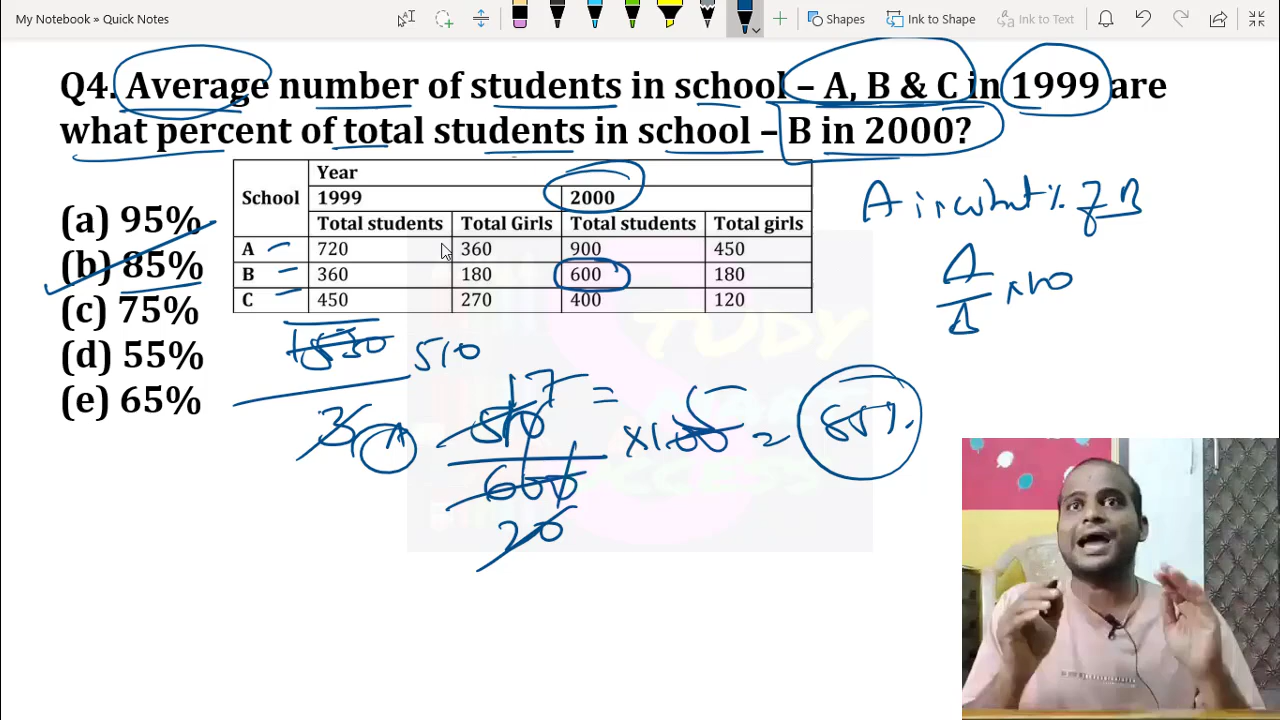 My Notebook » Quick Notes
Shapes
Ink to Shape
Ink to Text
Q4. Average number of students in school – A, B & C in 1999 are
what percent of total students in school – B in 2000?
School Year
1999 2000
Total students Total Girls Total students Total girls
A 720 360 900 450
B 360 180 600 180
C 450 270 400 120
(a) 95%
(b) 85%
(c) 75%
(d) 55%
(e) 65%
A is what % of B
A
x100
1530 510
3
17
510 =
x100 = 85%
600
20
TUDY